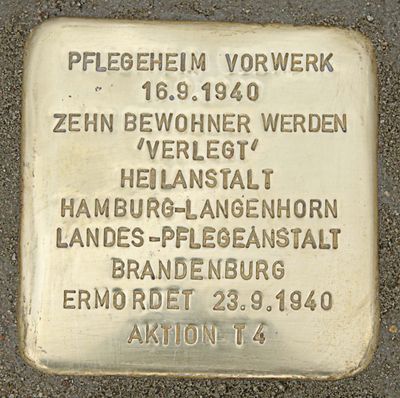 PFLEGEHEIM VORWERK
16.9.1940
ZEHN BEWOHNER WERDEN
'VERLEGT'
HEILANSTALT
HAMBURG-LANGENHORN
LANDES-PFLEGEANSTALT
BRANDENBURG
ERMORDET 23.9.1940
AKTION T4